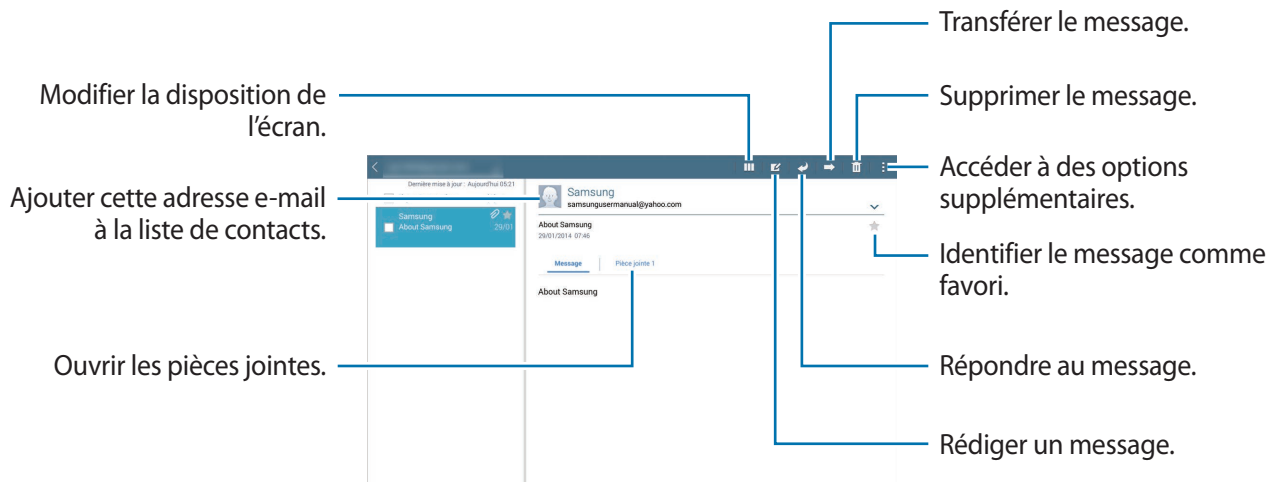 Transférer le message.
Modifier la disposition de
l'écran.
Supprimer le message.
Accéder à des options
supplémentaires.
Ajouter cette adresse e-mail
à la liste de contacts.
Dernière mise à jour : Aujourd'hui 05:21
Samsung
About Samsung 29/01
Samsung
samsungusermanual@yahoo.com
About Samsung
29/01/2014 07:46
Message
Pièce jointe 1
About Samsung
Identifier le message comme
favori.
Ouvrir les pièces jointes.
Répondre au message.
Rédiger un message.